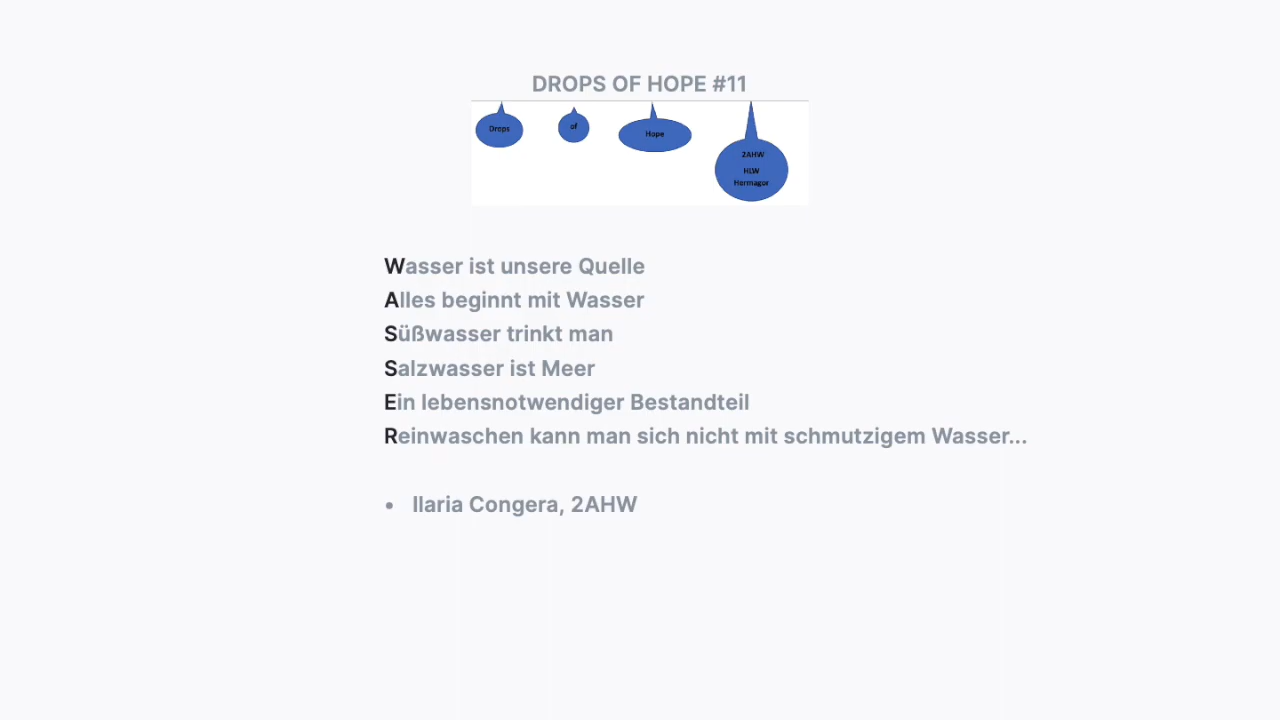 DROPS OF HOPE #11
Drops of Hope
2AHW
HLW
Hermagor
Wasser ist unsere Quelle
Alles beginnt mit Wasser
Süßwasser trinkt man
Salzwasser ist Meer
Ein lebensnotwendiger Bestandteil
Reinwaschen kann man sich nicht mit schmutzigem Wasser...
• Ilaria Congera, 2AHW